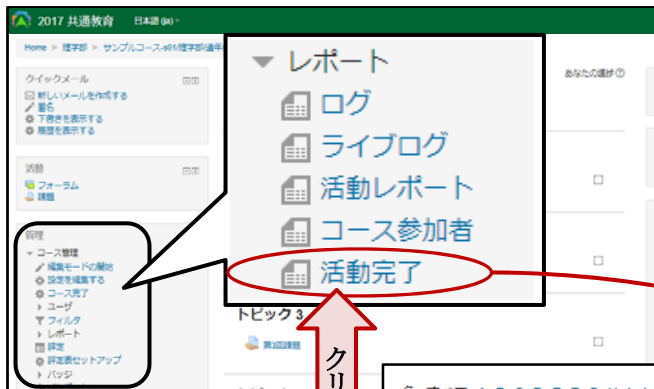 2017 共通教育 日本語 (ja)
Home ▶ 理学部 ▶ サンプルコース-s01/理学部/通年
クイックメール
新しいメールを作成する
署名
下書きを表示する
履歴を表示する
活動
フォーラム
課題
管理
コース管理
編集モードの開始
設定を編集する
コース完了
ユーザ
フィルタ
レポート
評定
評定表セットアップ
バッジ
レポート
ログ
ライブログ
活動レポート
コース参加者
活動完了
あなたの進捗
トピック 3
第3回課題
クリ